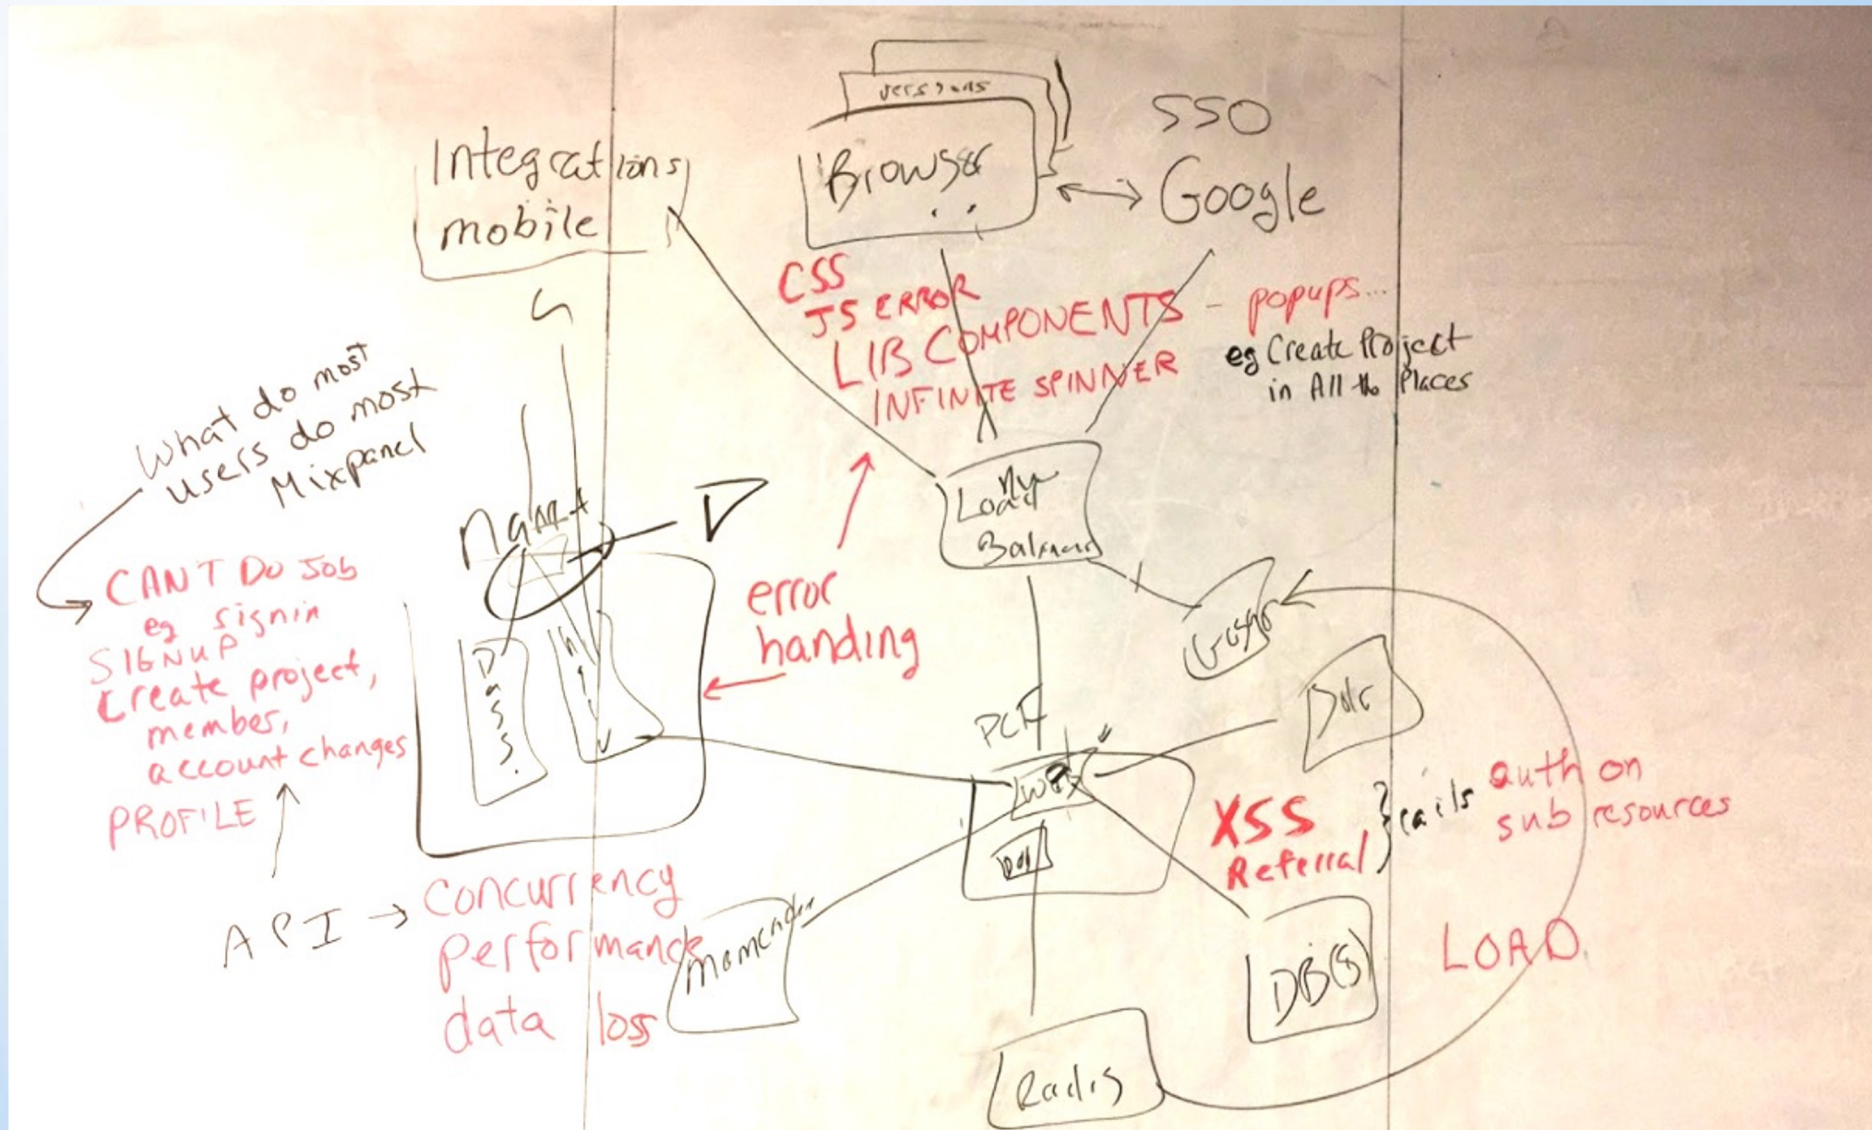 versions
Browser
SSO
Google
Integrations
mobile
CSS
JS ERROR
LIB COMPONENTS - popups...
INFINITE SPINNER
eg Create Project
in All the Places
What do most
users do most
Mixpanel
Load
CANT DO JOB
eg signin
SIGNUP
Create project,
member,
account changes
PROFILE
error
handing
PCF
XSS
Referral
rails
auth on
sub resources
API → concurrency
performance
data loss
DB(s)
LOAD
Redis